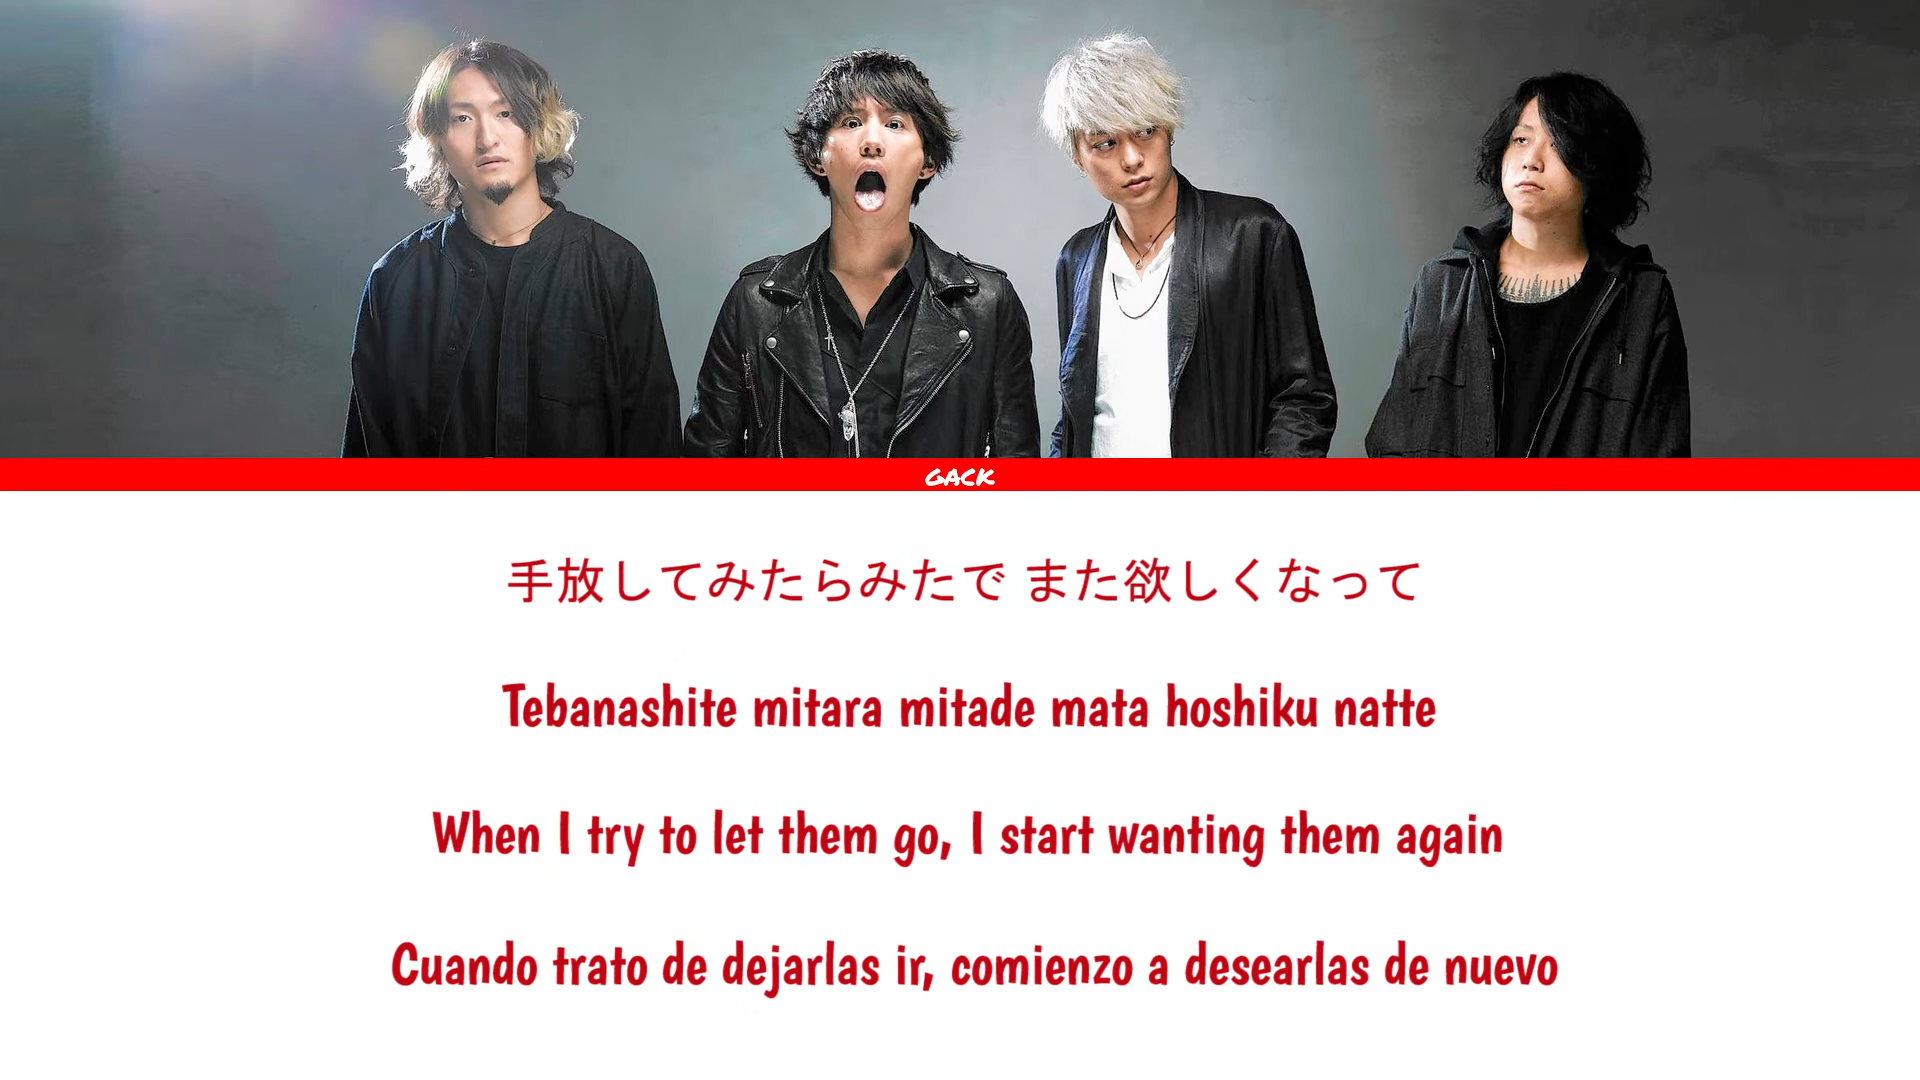 GACK
手放してみたらみたで また欲しくなって
Tebanashite mitara mitade mata hoshiku natte
When I try to let them go, I start wanting them again
Cuando trato de dejarlas ir, comienzo a desearlas de nuevo